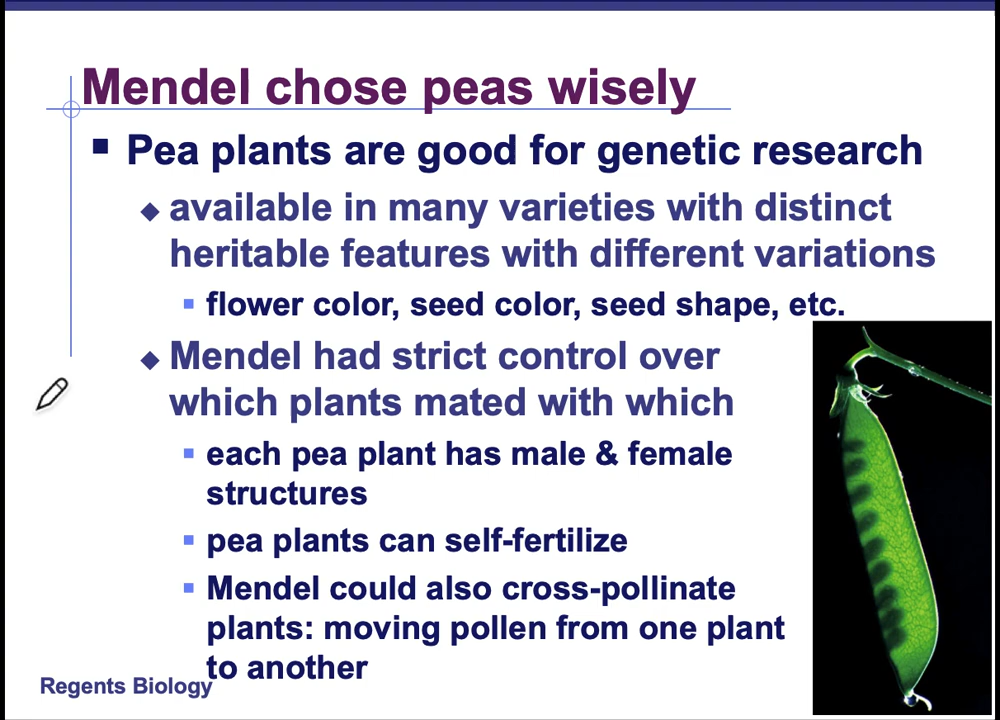 Mendel chose peas wisely
Pea plants are good for genetic research
available in many varieties with distinct
heritable features with different variations
flower color, seed color, seed shape, etc.
Mendel had strict control over
which plants mated with which
each pea plant has male & female
structures
pea plants can self-fertilize
Mendel could also cross-pollinate
plants: moving pollen from one plant
to another
Regents Biology